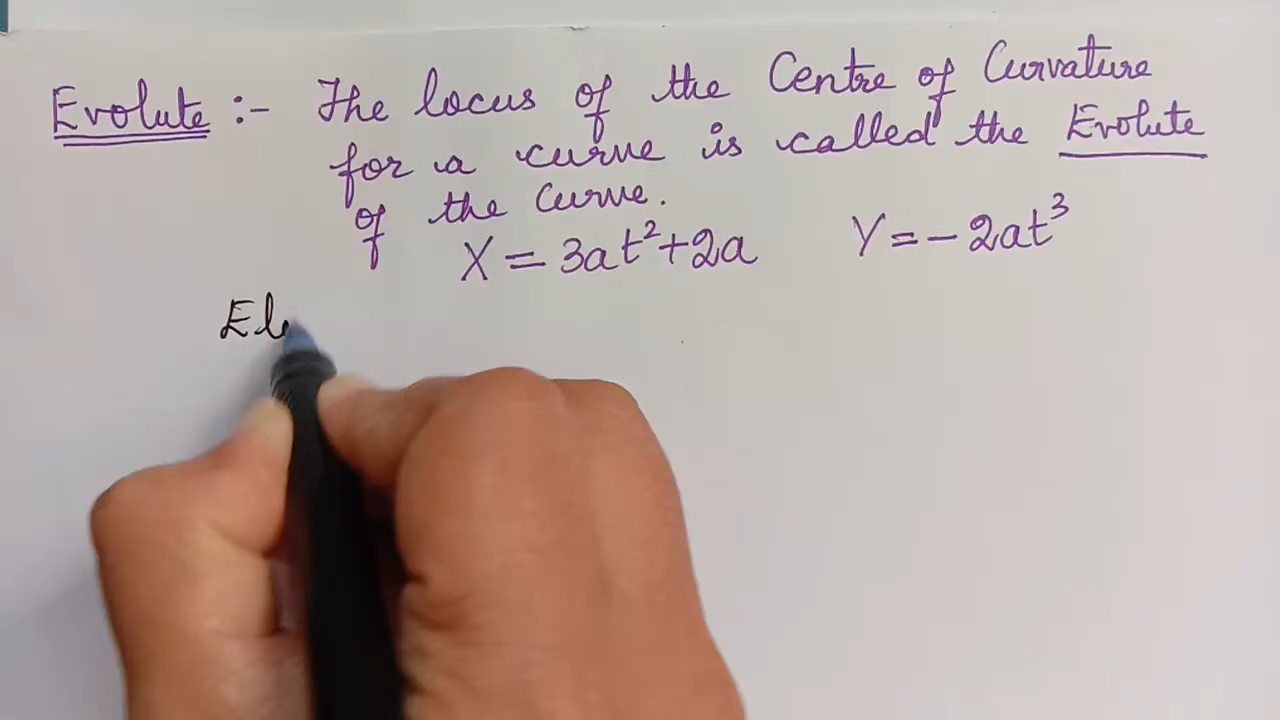 Evolute :- The locus of the Centre of Curvature
for a curve is called the Evolute
of the Curve.
X = 3at²+2a Y = - 2at³